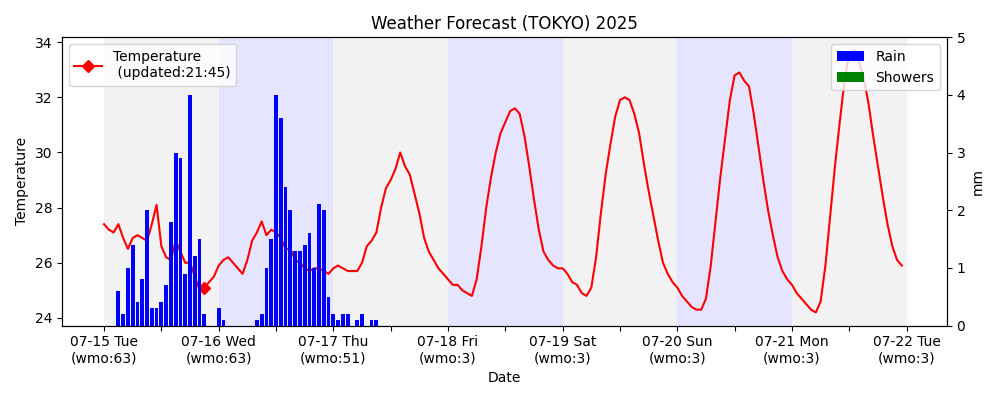 Weather Forecast (TOKYO) 2025
Temperature
(updated:21:45)
Rain
Showers
34
32
30
28
26
24
Temperature
5
4
3
2
1
0
mm
07-15 Tue
(wmo:63)
07-16 Wed
(wmo:63)
07-17 Thu
(wmo:51)
07-18 Fri
(wmo:3)
07-19 Sat
(wmo:3)
07-20 Sun
(wmo:3)
07-21 Mon
(wmo:3)
07-22 Tue
(wmo:3)
Date